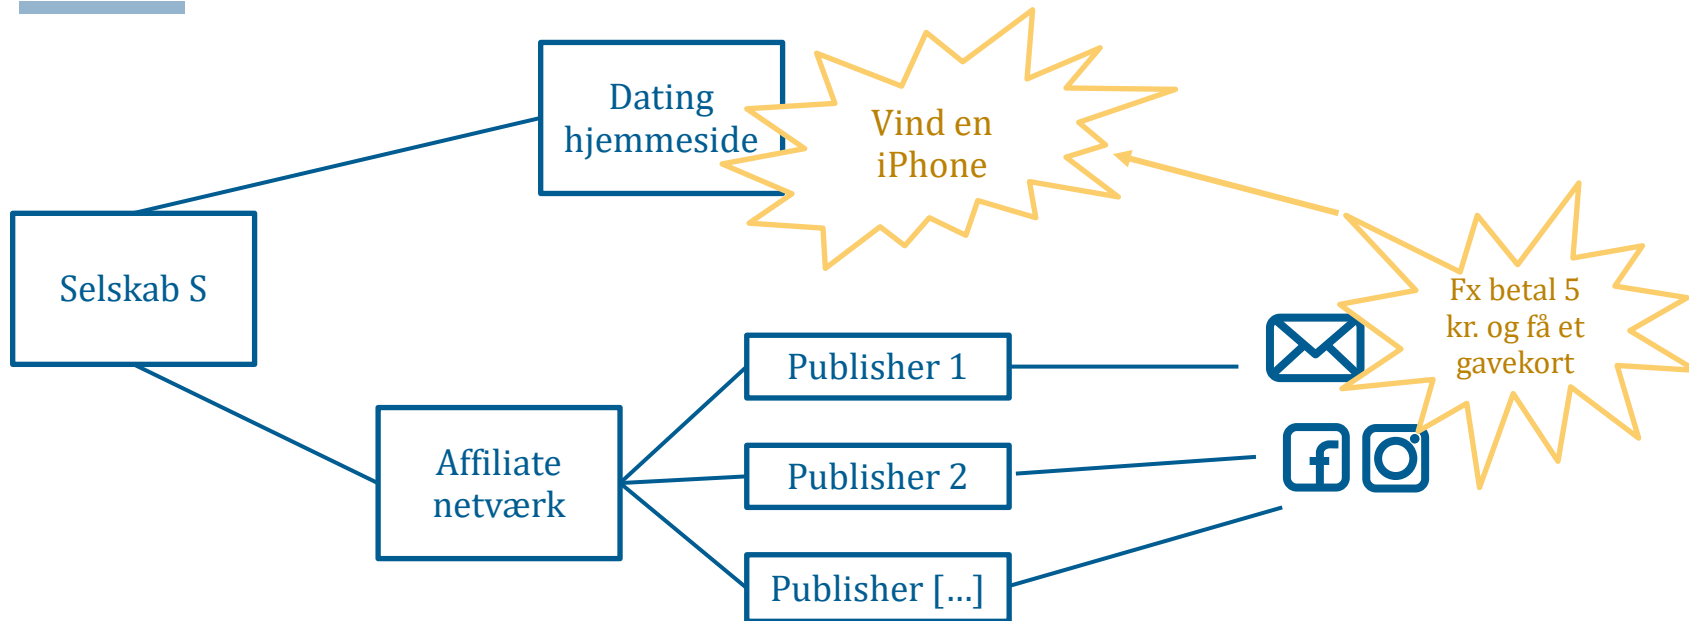 Dating
hjemmeside
Vind en
iPhone
Selskab S
Fx betal 5
kr. og få et
gavekort
Publisher 1
Affiliate
netværk
Publisher 2
Publisher [...]